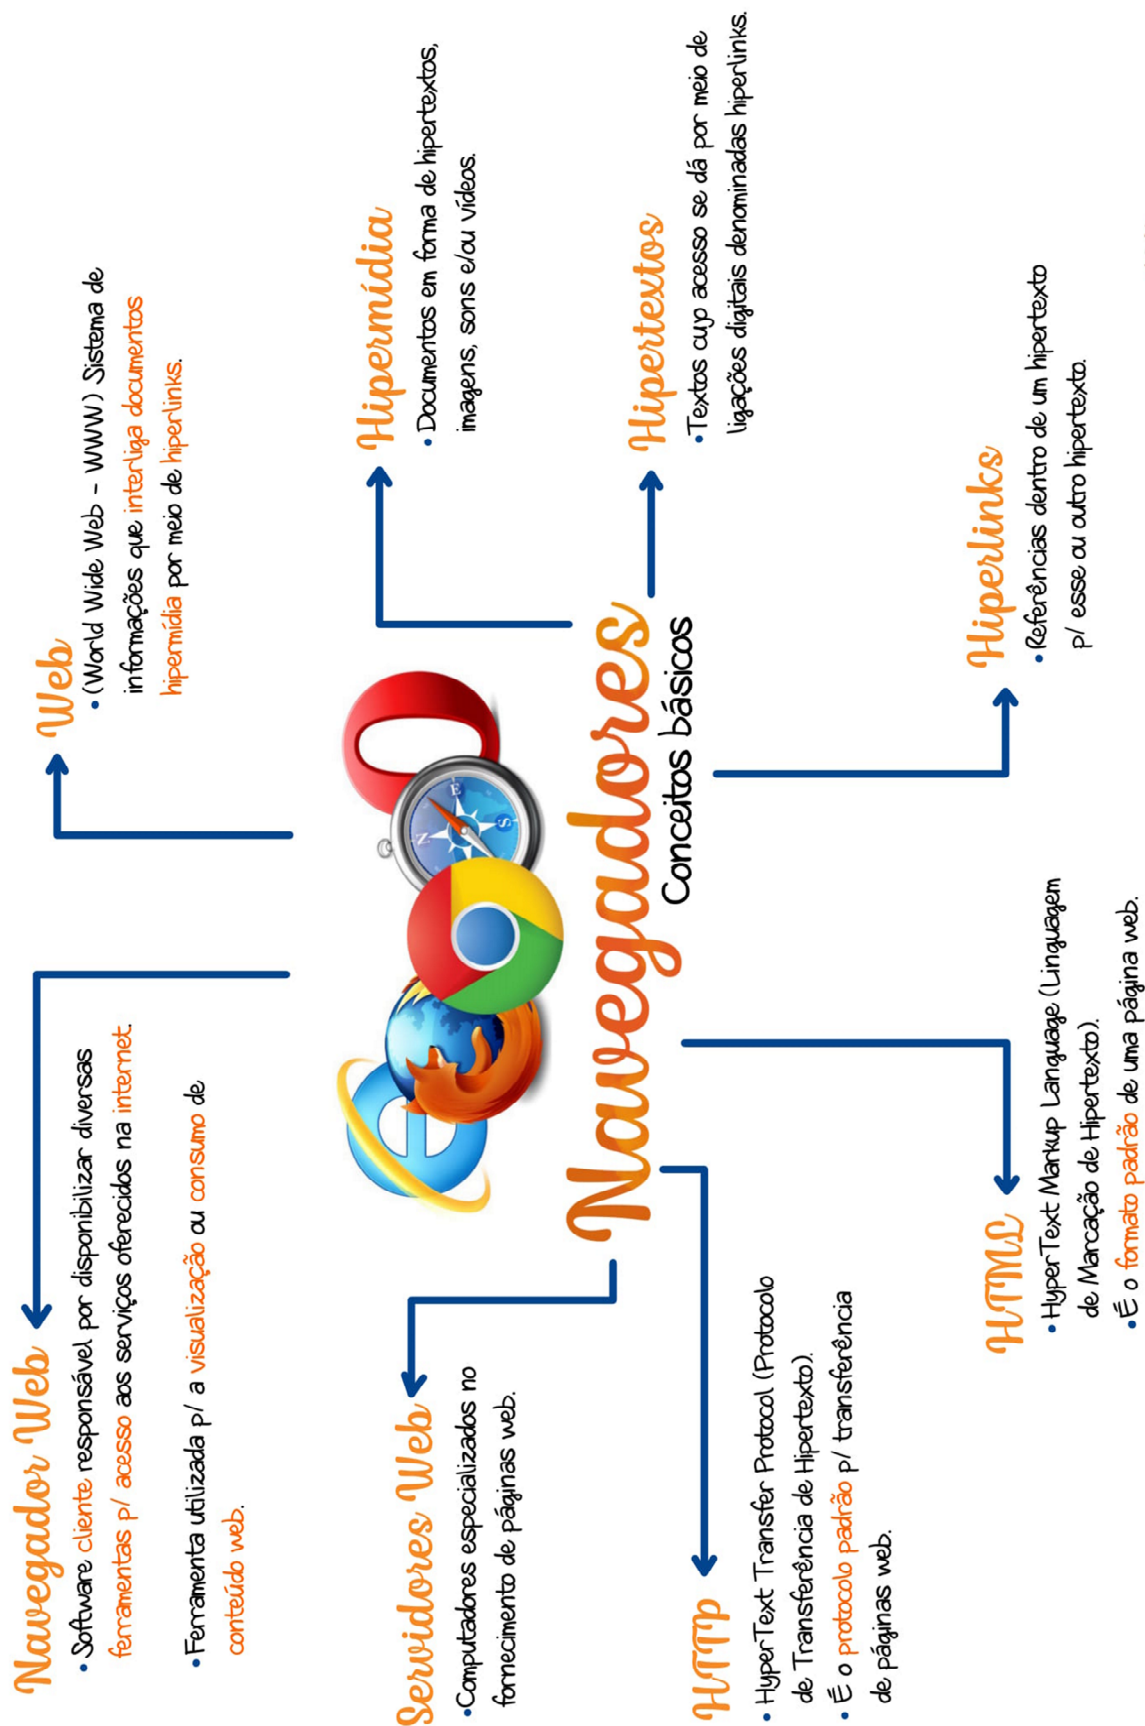 Navegador Web
• Software cliente responsável por disponibilizar diversas
ferramentas p/ acesso aos serviços oferecidos na internet.
• Ferramenta utilizada p/ a visualização ou consumo de
conteúdo web.
Web
• (World Wide Web - WWW) Sistema de
informações que interliga documentos
hipermídia por meio de hiperlinks.
Hipermídia
• Documentos em forma de hipertextos,
imagens, sons e/ou vídeos.
Servidores Web
• Computadores especializados no
fornecimento de páginas web.
N
E
S
Navegadores
Conceitos básicos
Hipertextos
• Textos cujo acesso se dá por meio de
ligações digitais denominadas hiperlinks.
HTTP
• HyperText Transfer Protocol (Protocolo
de Transferência de Hipertexto).
• É o protocolo padrão p/ transferência
de páginas web.
HTML
• HyperText Markup Language (Linguagem
de Marcação de Hipertexto).
• É o formato padrão de uma página web.
Hiperlinks
• Referências dentro de um hipertexto
p/ esse ou outro hipertexto.